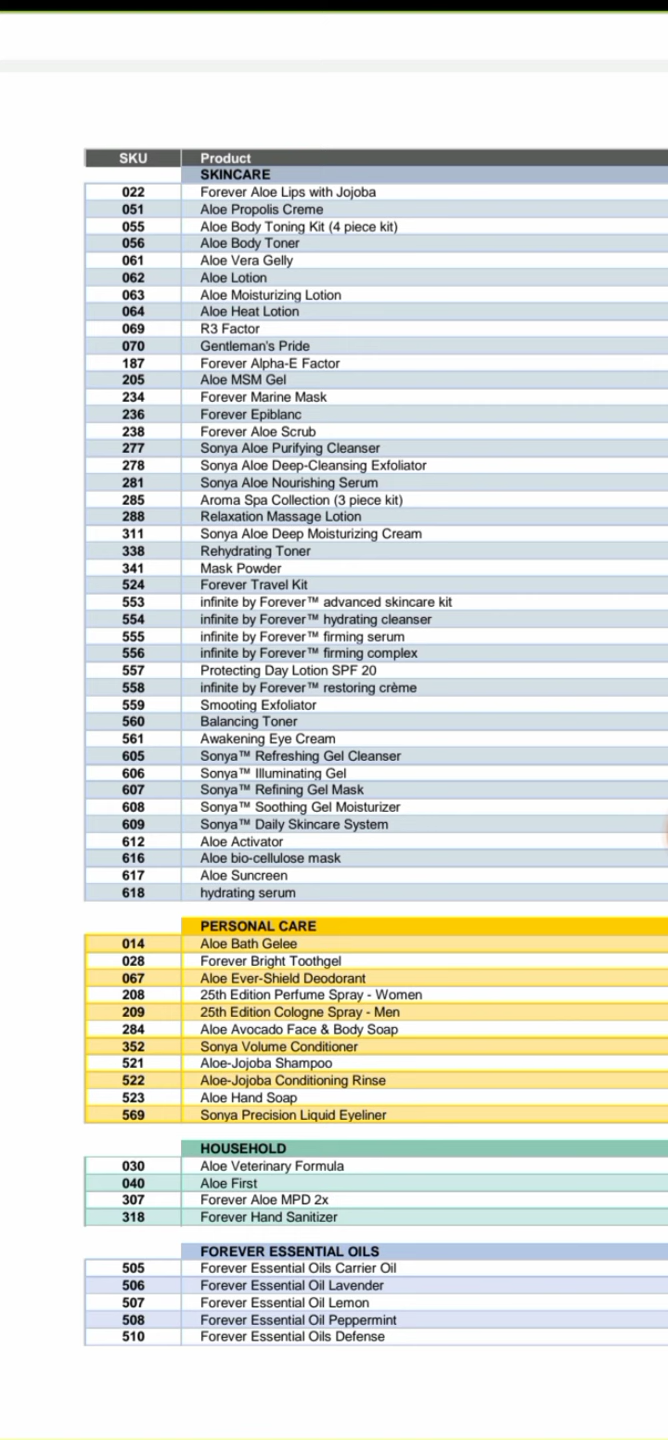 SKU Product
SKINCARE
022 Forever Aloe Lips with Jojoba
051 Aloe Propolis Creme
055 Aloe Body Toning Kit (4 piece kit)
056 Aloe Body Toner
061 Aloe Vera Gelly
062 Aloe Lotion
063 Aloe Moisturizing Lotion
064 Aloe Heat Lotion
069 R3 Factor
070 Gentleman's Pride
187 Forever Alpha-E Factor
205 Aloe MSM Gel
234 Forever Marine Mask
236 Forever Epiblanc
238 Forever Aloe Scrub
277 Sonya Aloe Purifying Cleanser
278 Sonya Aloe Deep-Cleansing Exfoliator
281 Sonya Aloe Nourishing Serum
285 Aroma Spa Collection (3 piece kit)
288 Relaxation Massage Lotion
311 Sonya Aloe Deep Moisturizing Cream
338 Rehydrating Toner
341 Mask Powder
524 Forever Travel Kit
553 infinite by Forever™ advanced skincare kit
554 infinite by Forever™ hydrating cleanser
555 infinite by Forever™ firming serum
556 infinite by Forever™ firming complex
557 Protecting Day Lotion SPF 20
558 infinite by Forever™ restoring crème
559 Smooting Exfoliator
560 Balancing Toner
561 Awakening Eye Cream
605 Sonya™ Refreshing Gel Cleanser
606 Sonya™ Illuminating Gel
607 Sonya™ Refining Gel Mask
608 Sonya™ Soothing Gel Moisturizer
609 Sonya™ Daily Skincare System
612 Aloe Activator
616 Aloe bio-cellulose mask
617 Aloe Suncreen
618 hydrating serum
PERSONAL CARE
014 Aloe Bath Gelee
028 Forever Bright Toothgel
067 Aloe Ever-Shield Deodorant
208 25th Edition Perfume Spray - Women
209 25th Edition Cologne Spray - Men
284 Aloe Avocado Face & Body Soap
352 Sonya Volume Conditioner
521 Aloe-Jojoba Shampoo
522 Aloe-Jojoba Conditioning Rinse
523 Aloe Hand Soap
569 Sonya Precision Liquid Eyeliner
HOUSEHOLD
030 Aloe Veterinary Formula
040 Aloe First
307 Forever Aloe MPD 2x
318 Forever Hand Sanitizer
FOREVER ESSENTIAL OILS
505 Forever Essential Oils Carrier Oil
506 Forever Essential Oil Lavender
507 Forever Essential Oil Lemon
508 Forever Essential Oil Peppermint
510 Forever Essential Oils Defense